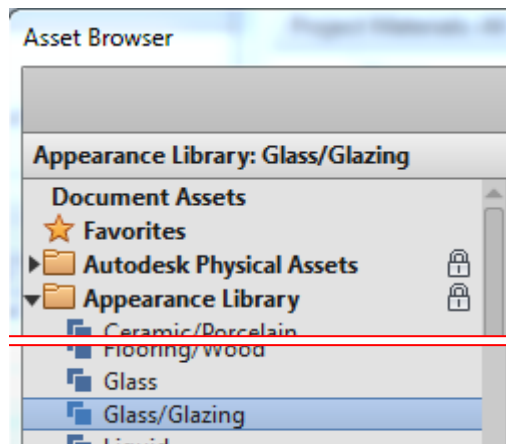 Asset Browser
Appearance Library: Glass/Glazing
Document Assets
Favorites
Autodesk Physical Assets
Appearance Library
Ceramic/Porcelain
Flooring/Wood
Glass
Glass/Glazing
Liquid